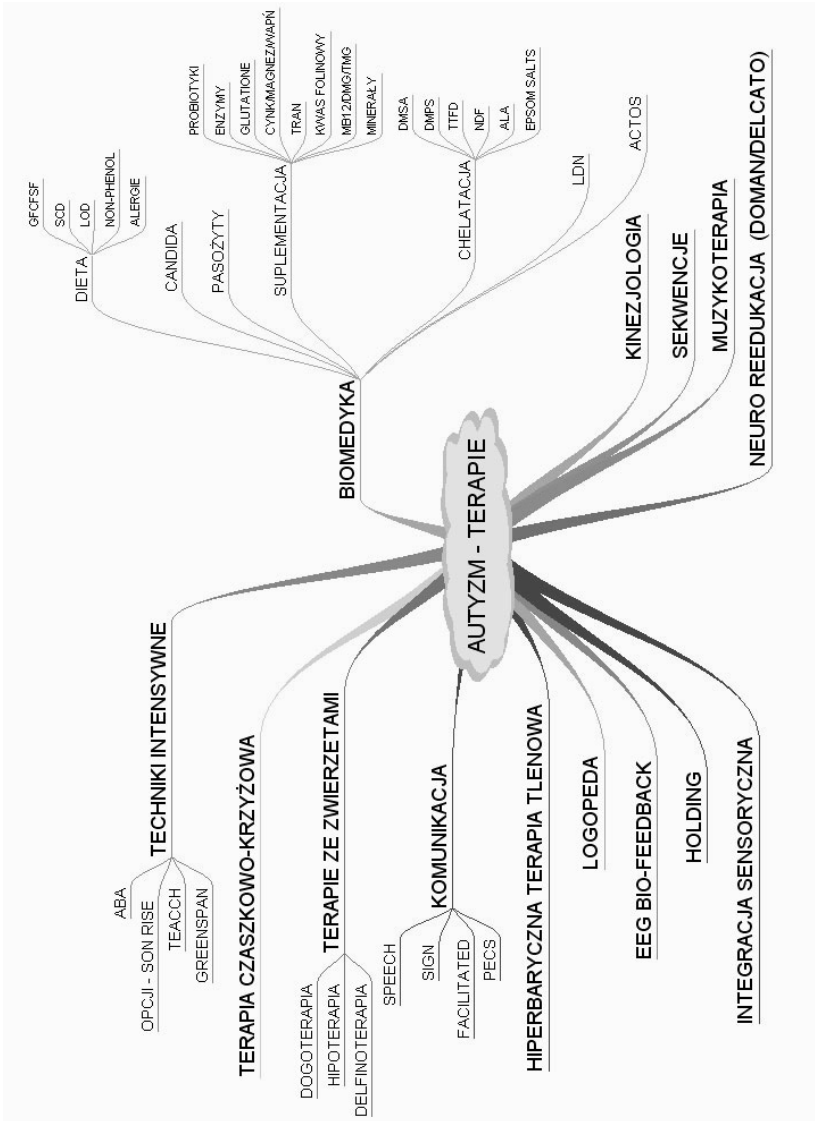 AUTYZM - TERAPIE
TECHNIKI INTENSYWNE
ABA
OPCJI - SON RISE
TEACCH
GREENSPAN
TERAPIA CZASZKOWO-KRZYŻOWA
TERAPIE ZE ZWIERZETAMI
DOGOTERAPIA
HIPOTERAPIA
DELFINOTERAPIA
KOMUNIKACJA
SPEECH
SIGN
FACILITATED
PECS
HIPERBARYCZNA TERAPIA TLENOWA
LOGOPEDA
EEG BIO-FEEDBACK
HOLDING
INTEGRACJA SENSORYCZNA
BIOMEDYKA
DIETA
GFCFSF
SCD
LOD
NON-PHENOL
ALERGIE
CANDIDA
PASOŻYTY
SUPLEMENTACJA
PROBIOTYKI
ENZYMY
GLUTATIONE
CYNK/MAGNEZ/WAPŃ
TRAN
KWAS FOLINOWY
MB12/DMG/TMG
MINERAŁY
CHELATACJA
DMSA
DMPS
TTFD
NDF
ALA
EPSOM SALTS
LDN
ACTOS
KINEZJOLOGIA
SEKWENCJE
MUZYKOTERAPIA
NEURO REEDUKACJA (DOMAN/DELCATO)